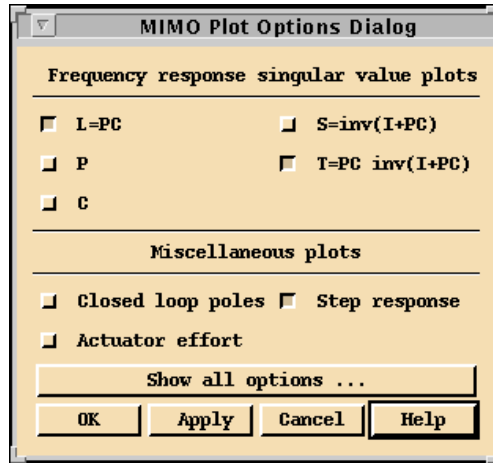 MIMO Plot Options Dialog
Frequency response singular value plots
L=PC S=inv(I+PC)
P T=PC inv(I+PC)
C
Miscellaneous plots
Closed loop poles Step response
Actuator effort
Show all options ...
OK Apply Cancel Help